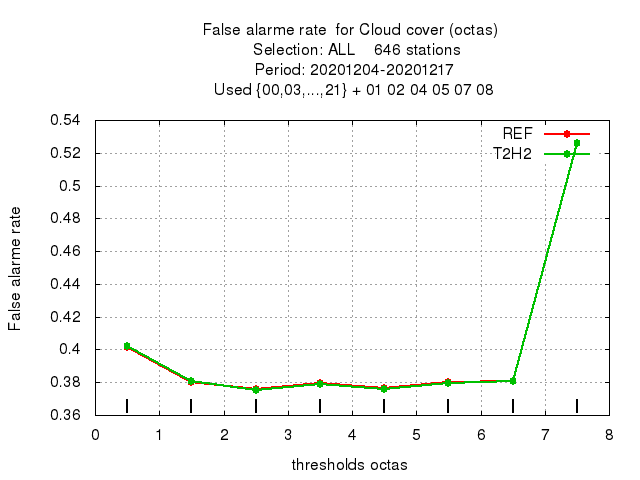 False alarme rate  for Cloud cover (octas)
Selection: ALL    646 stations
Period: 20201204-20201217
Used {00,03,...,21} + 01 02 04 05 07 08
REF
T2H2
False alarme rate
0.54
0.52
0.5
0.48
0.46
0.44
0.42
0.4
0.38
0.36
0 1 2 3 4 5 6 7 8
thresholds octas